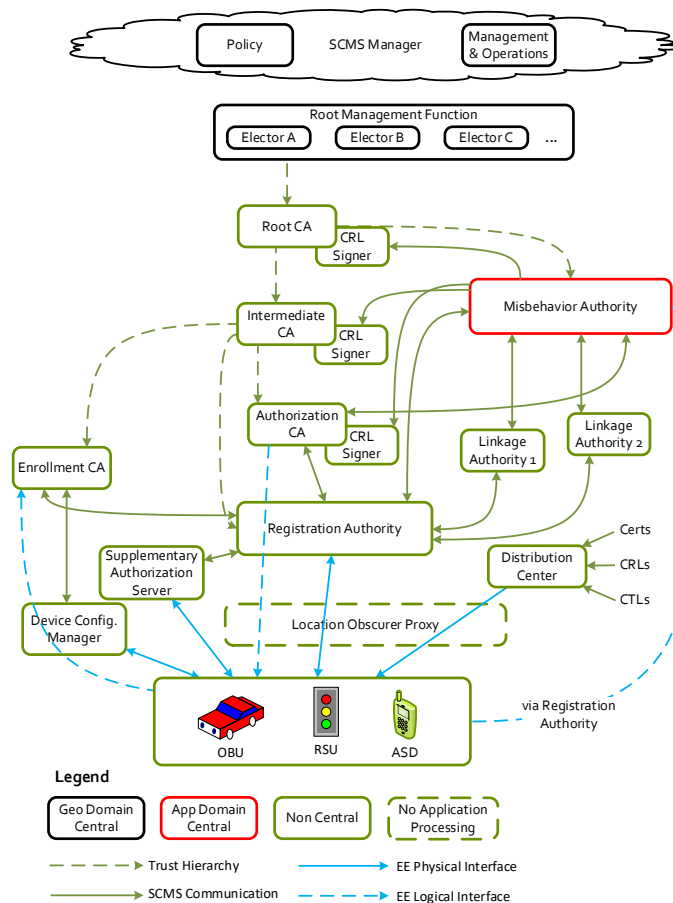 Policy
SCMS Manager
Management
& Operations
Root Management Function
Elector A
Elector B
Elector C
...
Root CA
CRL
Signer
Misbehavior Authority
Intermediate
CA
CRL
Signer
Authorization
CA
CRL
Signer
Linkage
Authority 1
Linkage
Authority 2
Enrollment CA
Registration Authority
Certs
Supplementary
Authorization
Server
Distribution
Center
CRLs
CTLs
Device Config.
Manager
Location Obscurer Proxy
via Registration
Authority
OBU
RSU
ASD
Legend
Geo Domain
Central
App Domain
Central
Non Central
No Application
Processing
Trust Hierarchy
EE Physical Interface
SCMS Communication
EE Logical Interface